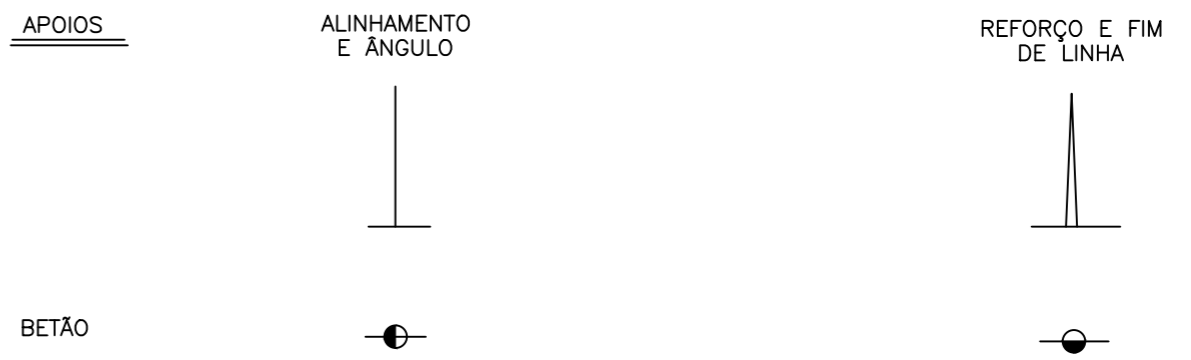 APOIOS
ALINHAMENTO
E ÂNGULO
REFORÇO E FIM
DE LINHA
BETÃO